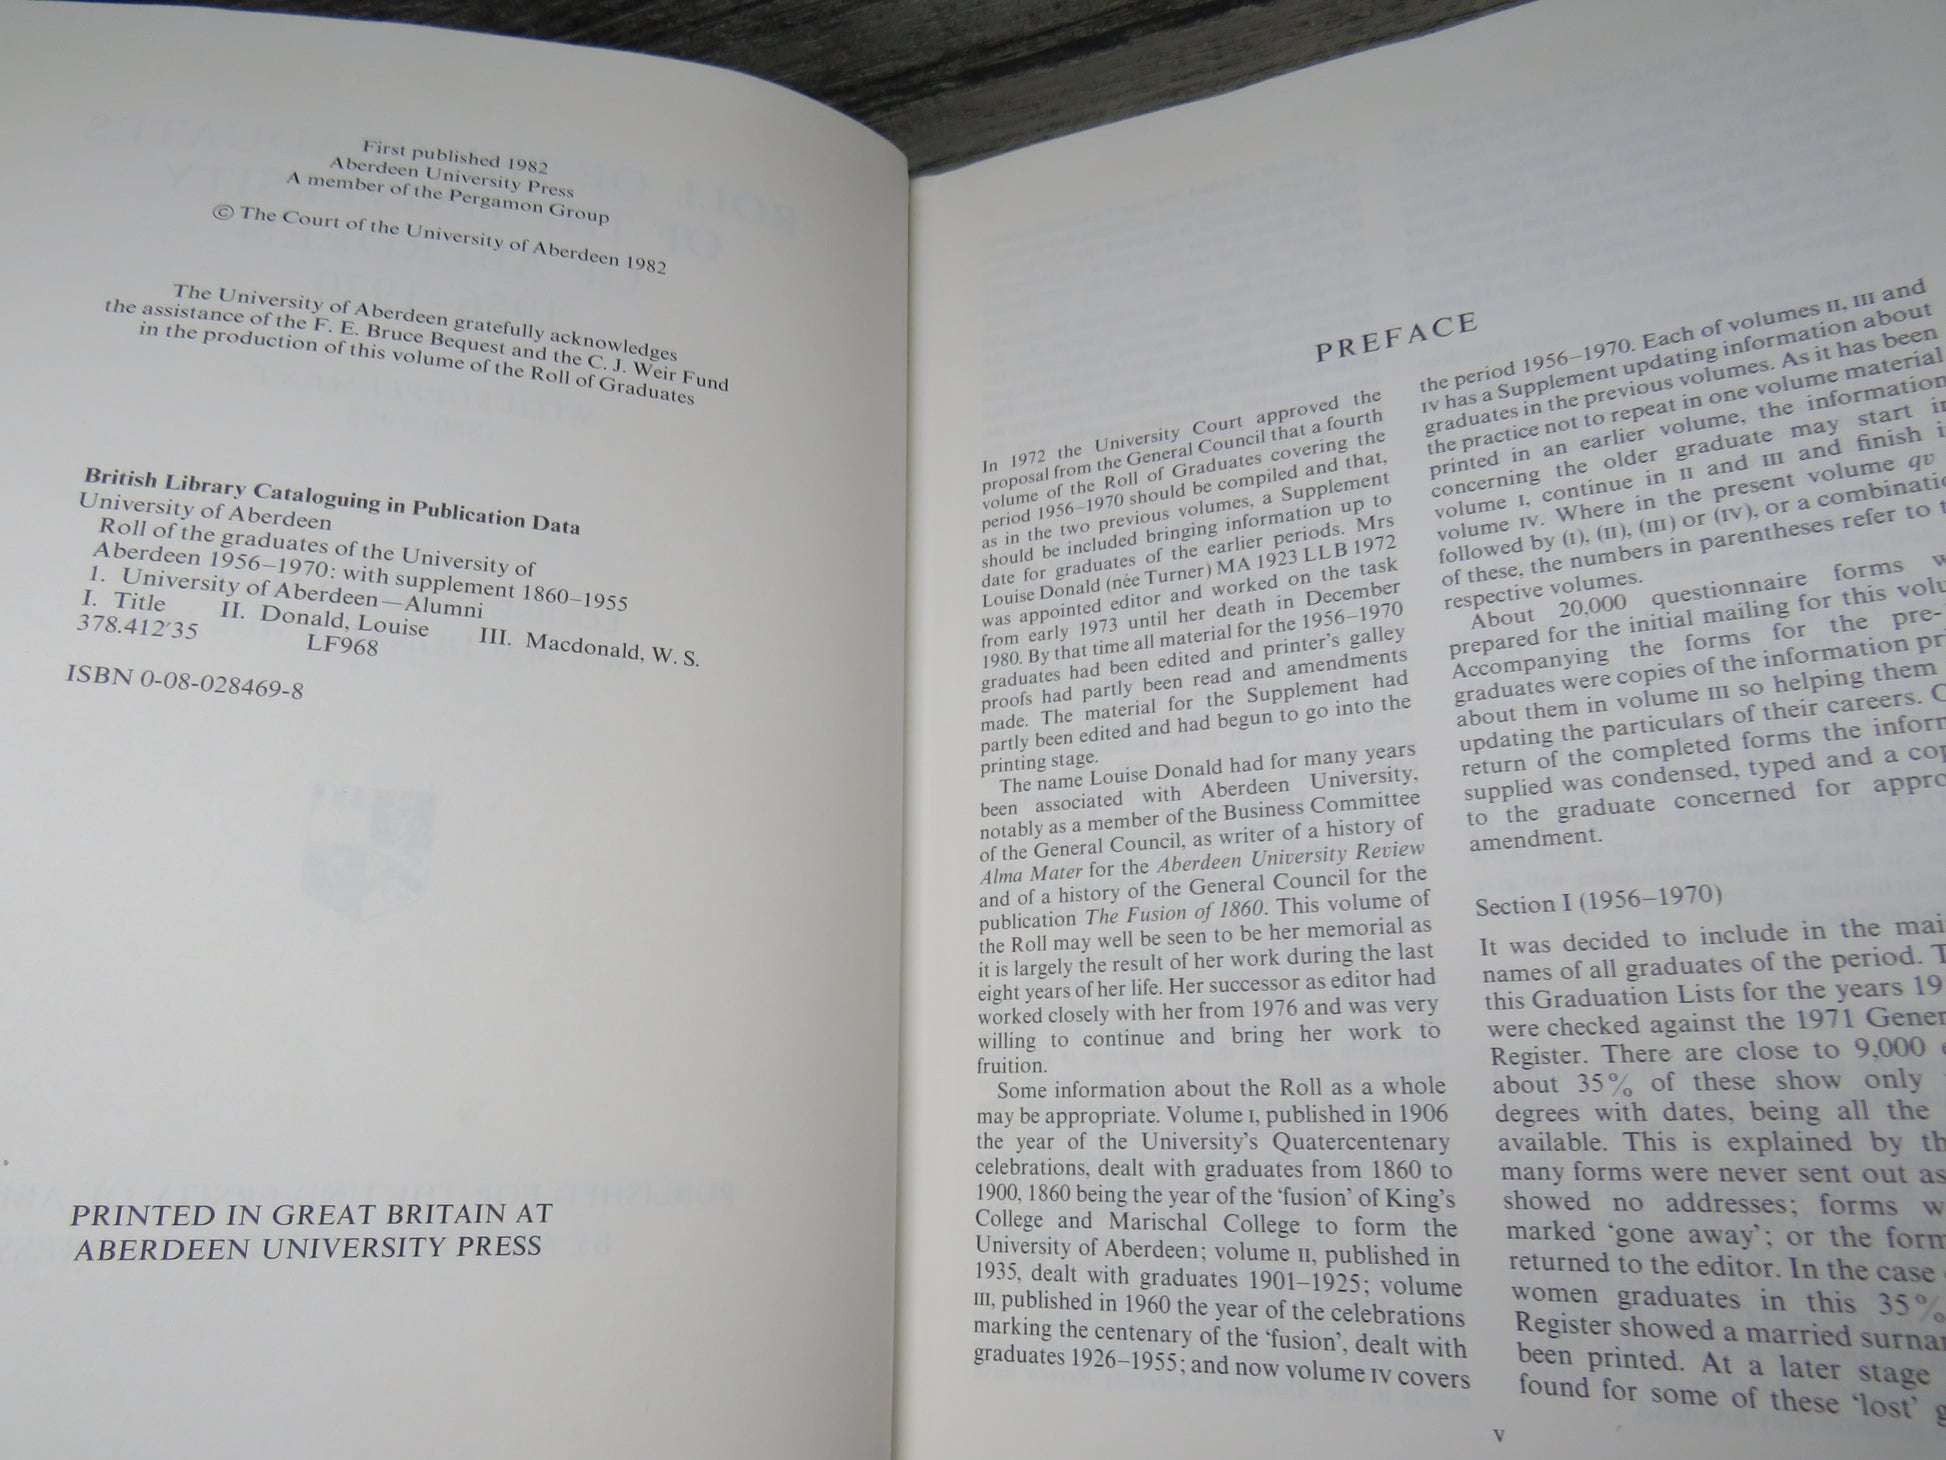 First published 1982
Aberdeen University Press
A member of the Pergamon Group
© The Court of the University of Aberdeen 1982
The University of Aberdeen gratefully acknowledges
the assistance of the F. E. Bruce Bequest and the C. J. Weir Fund
in the production of this volume of the Roll of Graduates
British Library Cataloguing in Publication Data
University of Aberdeen
Roll of the graduates of the University of
Aberdeen 1956–1970: with supplement 1860–1955
1. University of Aberdeen—Alumni
I. Title II. Donald, Louise III. Macdonald, W. S.
378.412′35 LF968
ISBN 0-08-028469-8
PRINTED IN GREAT BRITAIN AT
ABERDEEN UNIVERSITY PRESS
PREFACE
In 1972 the University Court approved the
proposal from the General Council that a fourth
volume of the Roll of Graduates covering the
period 1956–1970 should be compiled and that,
as in the two previous volumes, a Supplement
should be included bringing information up to
date for graduates of the earlier periods. Mrs
Louise Donald (née Turner) MA 1923 LLB 1972
was appointed editor and worked on the task
from early 1973 until her death in December
1980. By that time all material for the 1956–1970
graduates had been edited and printer's galley
proofs had partly been read and amendments
made. The material for the Supplement had
partly been edited and had begun to go into the
printing stage.
The name Louise Donald had for many years
been associated with Aberdeen University,
notably as a member of the Business Committee
of the General Council, as writer of a history of
Alma Mater for the Aberdeen University Review
and of a history of the General Council for the
publication The Fusion of 1860. This volume of
the Roll may well be seen to be her memorial as
it is largely the result of her work during the last
eight years of her life. Her successor as editor had
worked closely with her from 1976 and was very
willing to continue and bring her work to
fruition.
Some information about the Roll as a whole
may be appropriate. Volume I, published in 1906
the year of the University's Quatercentenary
celebrations, dealt with graduates from 1860 to
1900, 1860 being the year of the 'fusion' of King's
College and Marischal College to form the
University of Aberdeen; volume II, published in
1935, dealt with graduates 1901–1925; volume
III, published in 1960 the year of the celebrations
marking the centenary of the 'fusion', dealt with
graduates 1926–1955; and now volume IV covers
the period 1956–1970. Each of volumes II, III and
IV has a Supplement updating information about
graduates in the previous volumes. As it has been
the practice not to repeat in one volume material
printed in an earlier volume, the information
concerning the older graduate may start in
volume I, continue in II and III and finish
volume IV. Where in the present volume qv
followed by (I), (II), (III) or (IV), or a
of these, the numbers in parentheses refer to
respective volumes.
About 20,000 questionnaire forms
prepared for the initial mailing for this
Accompanying the forms for the
graduates were copies of the information
about them in volume III so helping them
updating the particulars of their careers.
return of the completed forms the
supplied was condensed, typed and a
to the graduate concerned for
amendment.
Section I (1956–1970)
It was decided to include in the
names of all graduates of the period.
this Graduation Lists for the years
were checked against the 1971
Register. There are close to 9,000
about 35% of these show only
degrees with dates, being all the
available. This is explained by
many forms were never sent out as
showed no addresses; forms
marked 'gone away'; or the
returned to the editor. In the case
women graduates in this 35%
Register showed a married
been printed. At a later stage
found for some of these 'lost'
v